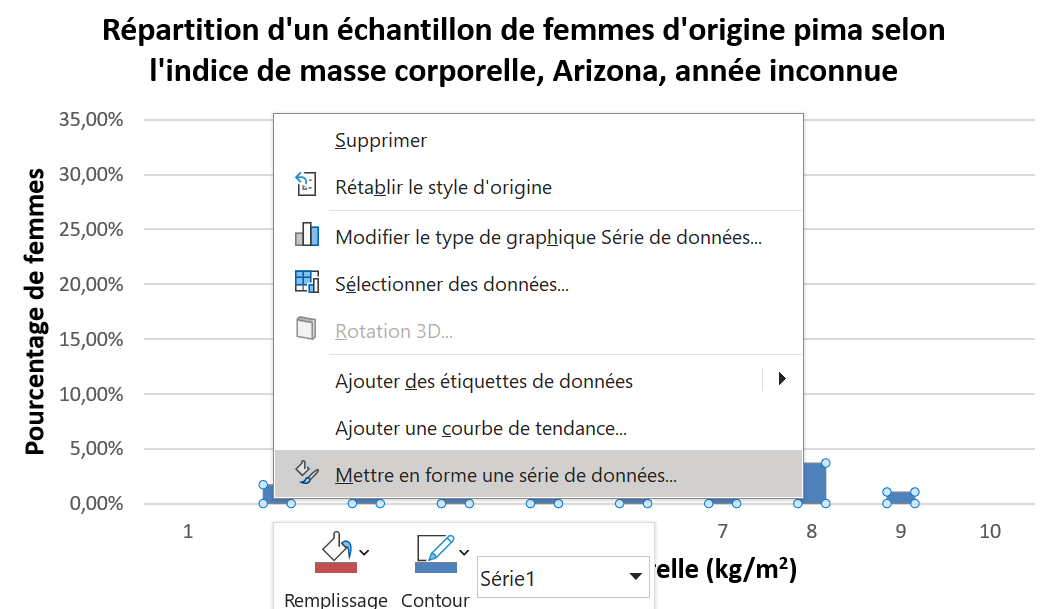 Répartition d'un échantillon de femmes d'origine pima selon
l'indice de masse corporelle, Arizona, année inconnue
Pourcentage de femmes
35,00%
30,00%
25,00%
20,00%
15,00%
10,00%
5,00%
0,00%
Supprimer
Rétablir le style d'origine
Modifier le type de graphique Série de données...
Sélectionner des données...
Rotation 3D...
Ajouter des étiquettes de données
Ajouter une courbe de tendance...
Mettre en forme une série de données...
1 7 8 9 10
relle (kg/m²)
Série1
Remplissage Contour